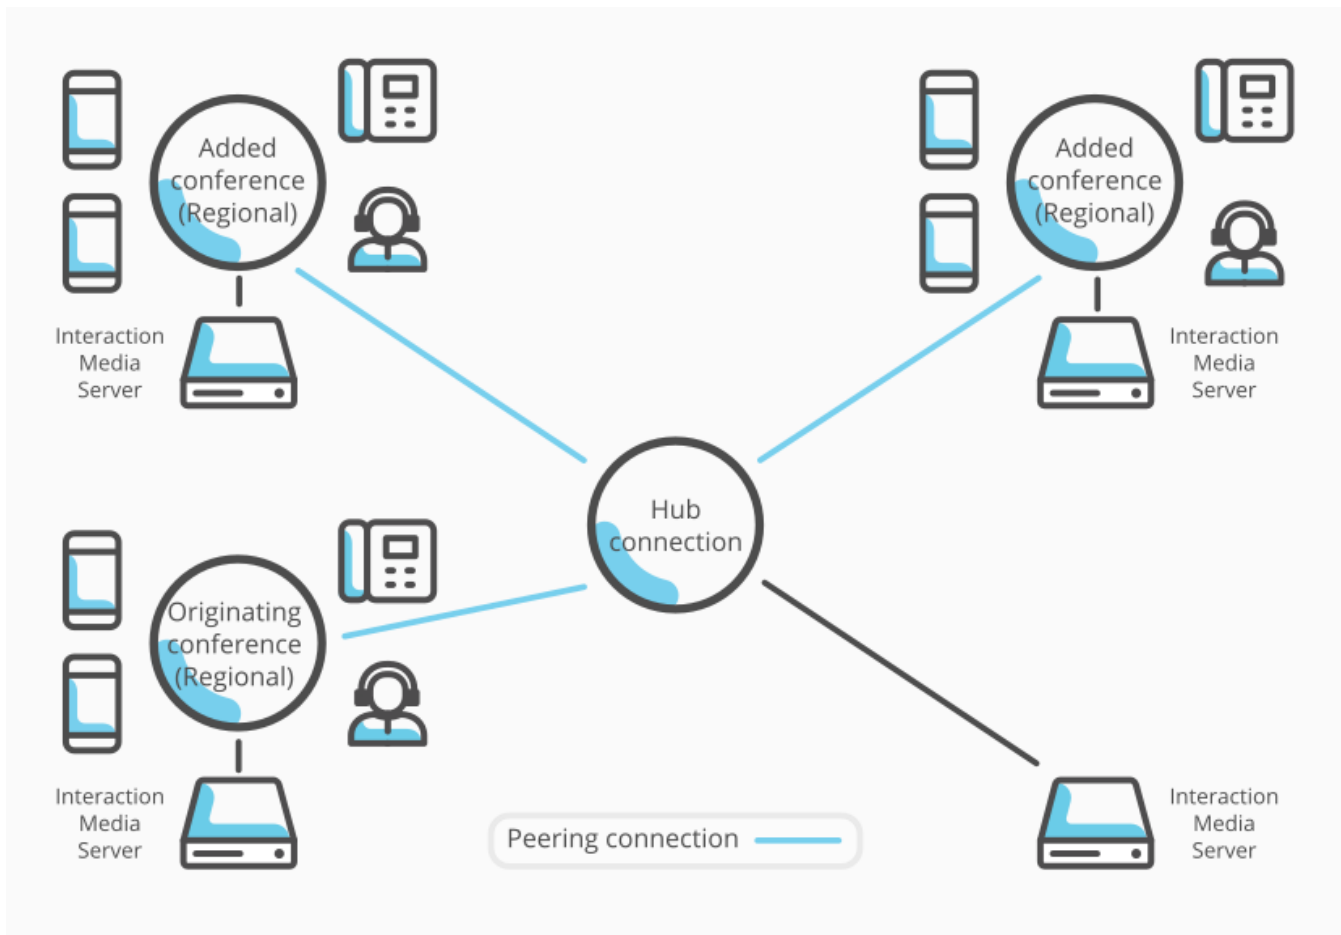 Added
conference
(Regional)
Interaction
Media
Server
Added
conference
(Regional)
Interaction
Media
Server
Hub
connection
Originating
conference
(Regional)
Interaction
Media
Server
Peering connection
Interaction
Media
Server